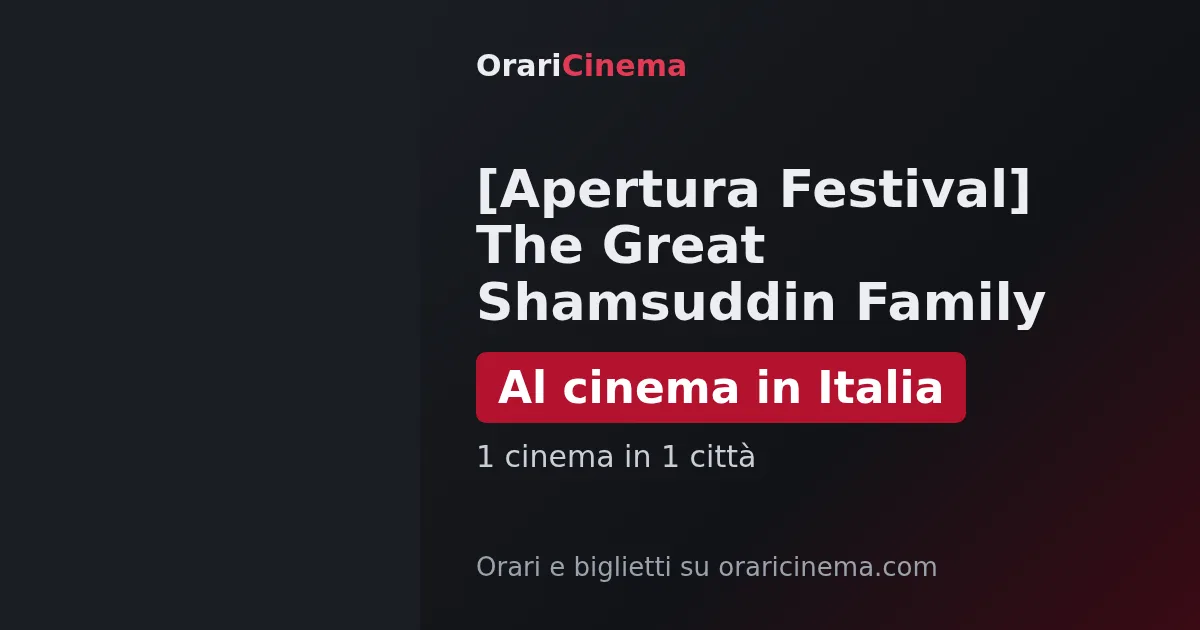 OrariCinema
[Apertura Festival]
The Great
Shamsuddin Family
Al cinema in Italia
1 cinema in 1 città
Orari e biglietti su oraricinema.com